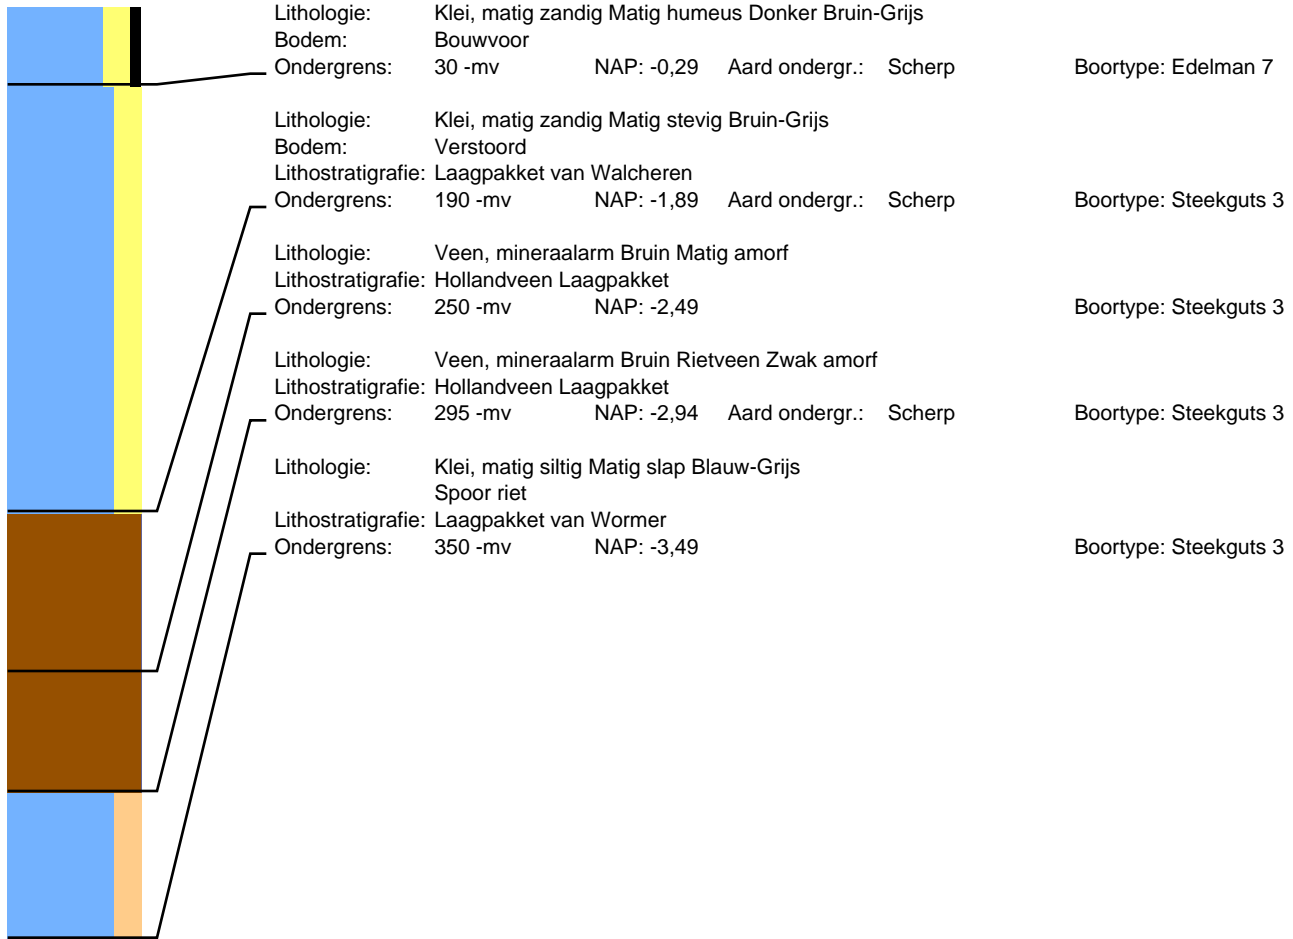 Lithologie: Klei, matig zandig Matig humeus Donker Bruin-Grijs
Bodem: Bouwvoor
Ondergrens: 30 -mv NAP: -0,29 Aard ondergr.: Scherp Boortype: Edelman 7
Lithologie: Klei, matig zandig Matig stevig Bruin-Grijs
Bodem: Verstoord
Lithostratigrafie: Laagpakket van Walcheren
Ondergrens: 190 -mv NAP: -1,89 Aard ondergr.: Scherp Boortype: Steekguts 3
Lithologie: Veen, mineraalarm Bruin Matig amorf
Lithostratigrafie: Hollandveen Laagpakket
Ondergrens: 250 -mv NAP: -2,49 Boortype: Steekguts 3
Lithologie: Veen, mineraalarm Bruin Rietveen Zwak amorf
Lithostratigrafie: Hollandveen Laagpakket
Ondergrens: 295 -mv NAP: -2,94 Aard ondergr.: Scherp Boortype: Steekguts 3
Lithologie: Klei, matig siltig Matig slap Blauw-Grijs
Spoor riet
Lithostratigrafie: Laagpakket van Wormer
Ondergrens: 350 -mv NAP: -3,49 Boortype: Steekguts 3